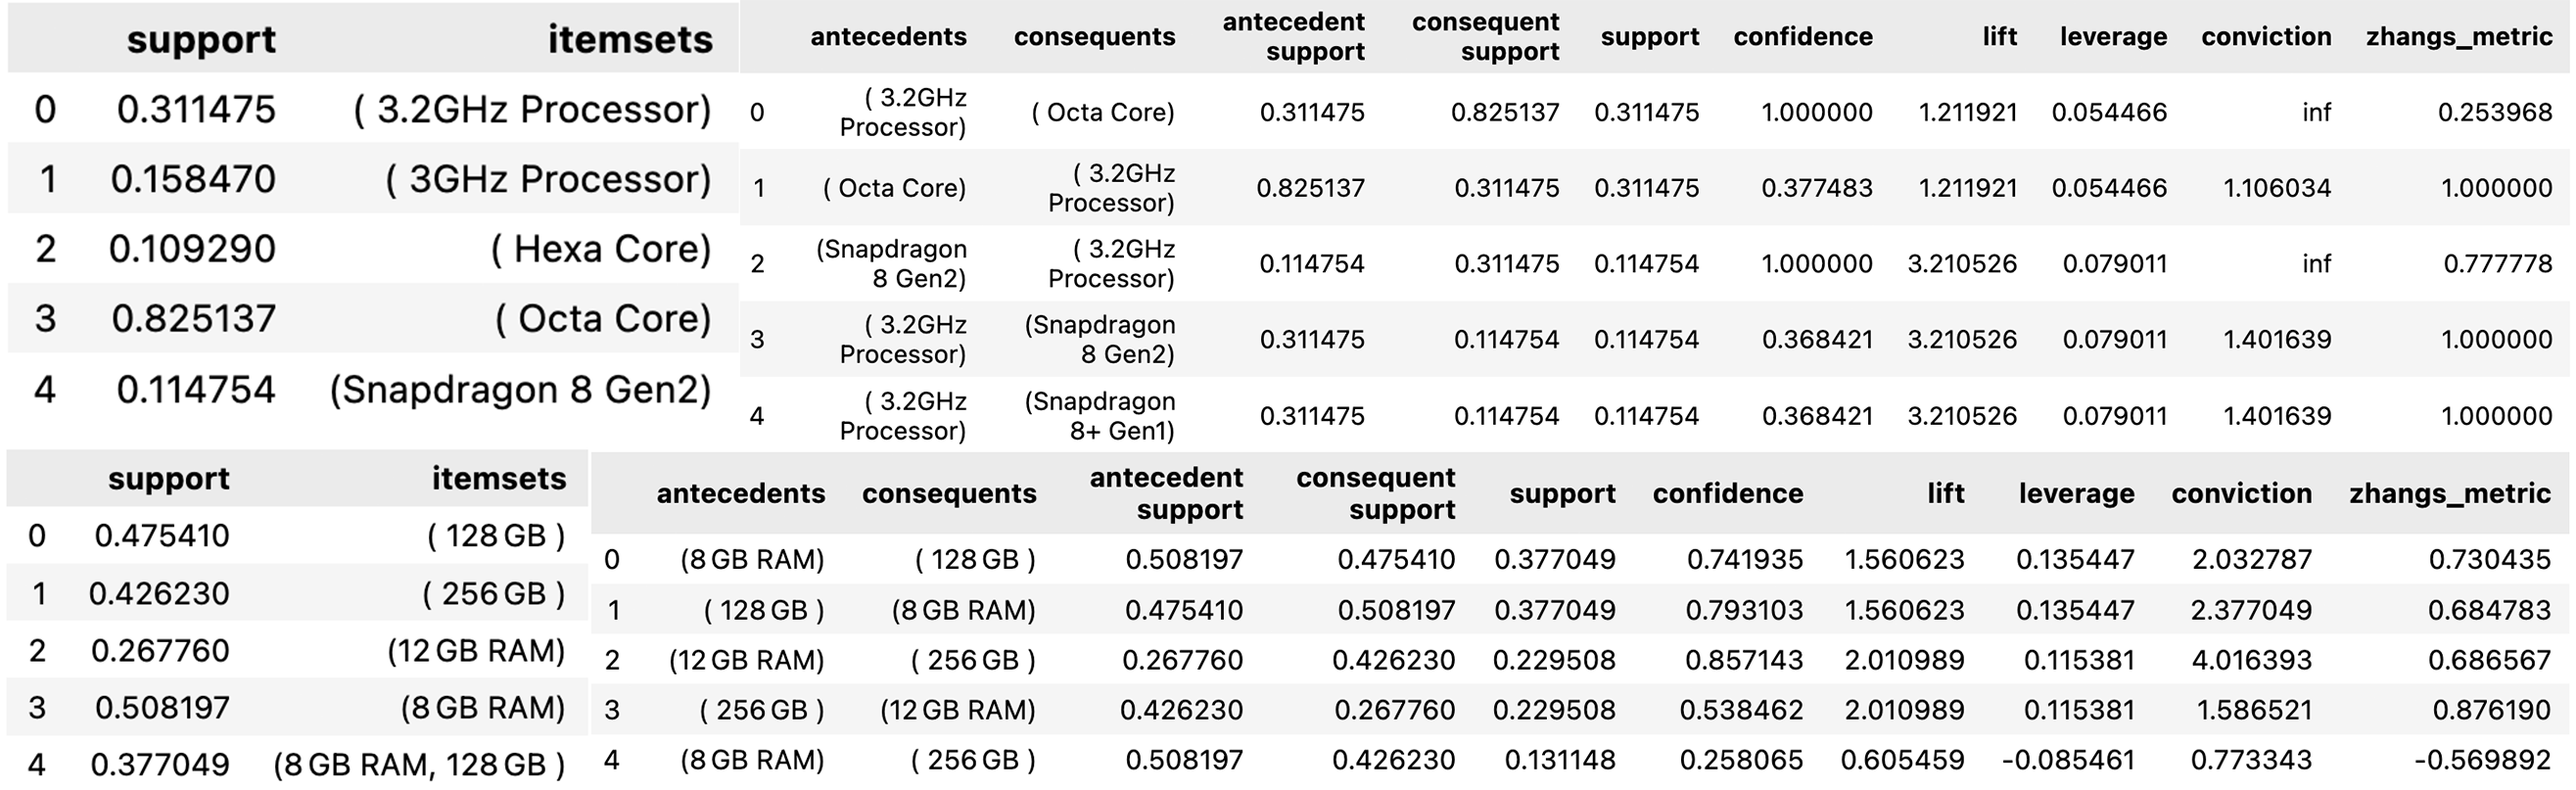 support itemsets
0 0.311475 ( 3.2GHz Processor)
1 0.158470 ( 3GHz Processor)
2 0.109290 ( Hexa Core)
3 0.825137 ( Octa Core)
4 0.114754 (Snapdragon 8 Gen2)
antecedents consequents antecedent support consequent support support confidence lift leverage conviction zhangs_metric
0 ( 3.2GHz Processor) ( Octa Core) 0.311475 0.825137 0.311475 1.000000 1.211921 0.054466 inf 0.253968
1 ( Octa Core) ( 3.2GHz Processor) 0.825137 0.311475 0.311475 0.377483 1.211921 0.054466 1.106034 1.000000
2 (Snapdragon 8 Gen2) ( 3.2GHz Processor) 0.114754 0.311475 0.114754 1.000000 3.210526 0.079011 inf 0.777778
3 ( 3.2GHz Processor) (Snapdragon 8 Gen2) 0.311475 0.114754 0.114754 0.368421 3.210526 0.079011 1.401639 1.000000
4 ( 3.2GHz Processor) (Snapdragon 8+ Gen1) 0.311475 0.114754 0.114754 0.368421 3.210526 0.079011 1.401639 1.000000
support itemsets
0 0.475410 ( 128 GB )
1 0.426230 ( 256 GB )
2 0.267760 (12 GB RAM)
3 0.508197 (8 GB RAM)
4 0.377049 (8 GB RAM, 128 GB )
antecedents consequents antecedent support consequent support support confidence lift leverage conviction zhangs_metric
0 (8 GB RAM) ( 128 GB ) 0.508197 0.475410 0.377049 0.741935 1.560623 0.135447 2.032787 0.730435
1 ( 128 GB ) (8 GB RAM) 0.475410 0.508197 0.377049 0.793103 1.560623 0.135447 2.377049 0.684783
2 (12 GB RAM) ( 256 GB ) 0.267760 0.426230 0.229508 0.857143 2.010989 0.115381 4.016393 0.686567
3 ( 256 GB ) (12 GB RAM) 0.426230 0.267760 0.229508 0.538462 2.010989 0.115381 1.586521 0.876190
4 (8 GB RAM) ( 256 GB ) 0.508197 0.426230 0.131148 0.258065 0.605459 -0.085461 0.773343 -0.569892